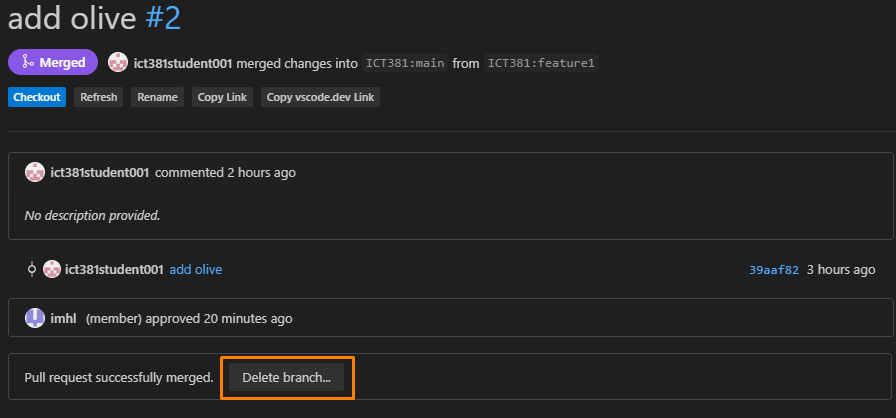 add olive #2
Merged ict381student001 merged changes into ICT381:main from ICT381:feature1
Checkout Refresh Rename Copy Link Copy vscode.dev Link
ict381student001 commented 2 hours ago
No description provided.
ict381student001 add olive 39aaf82 3 hours ago
imhl (member) approved 20 minutes ago
Pull request successfully merged. Delete branch...